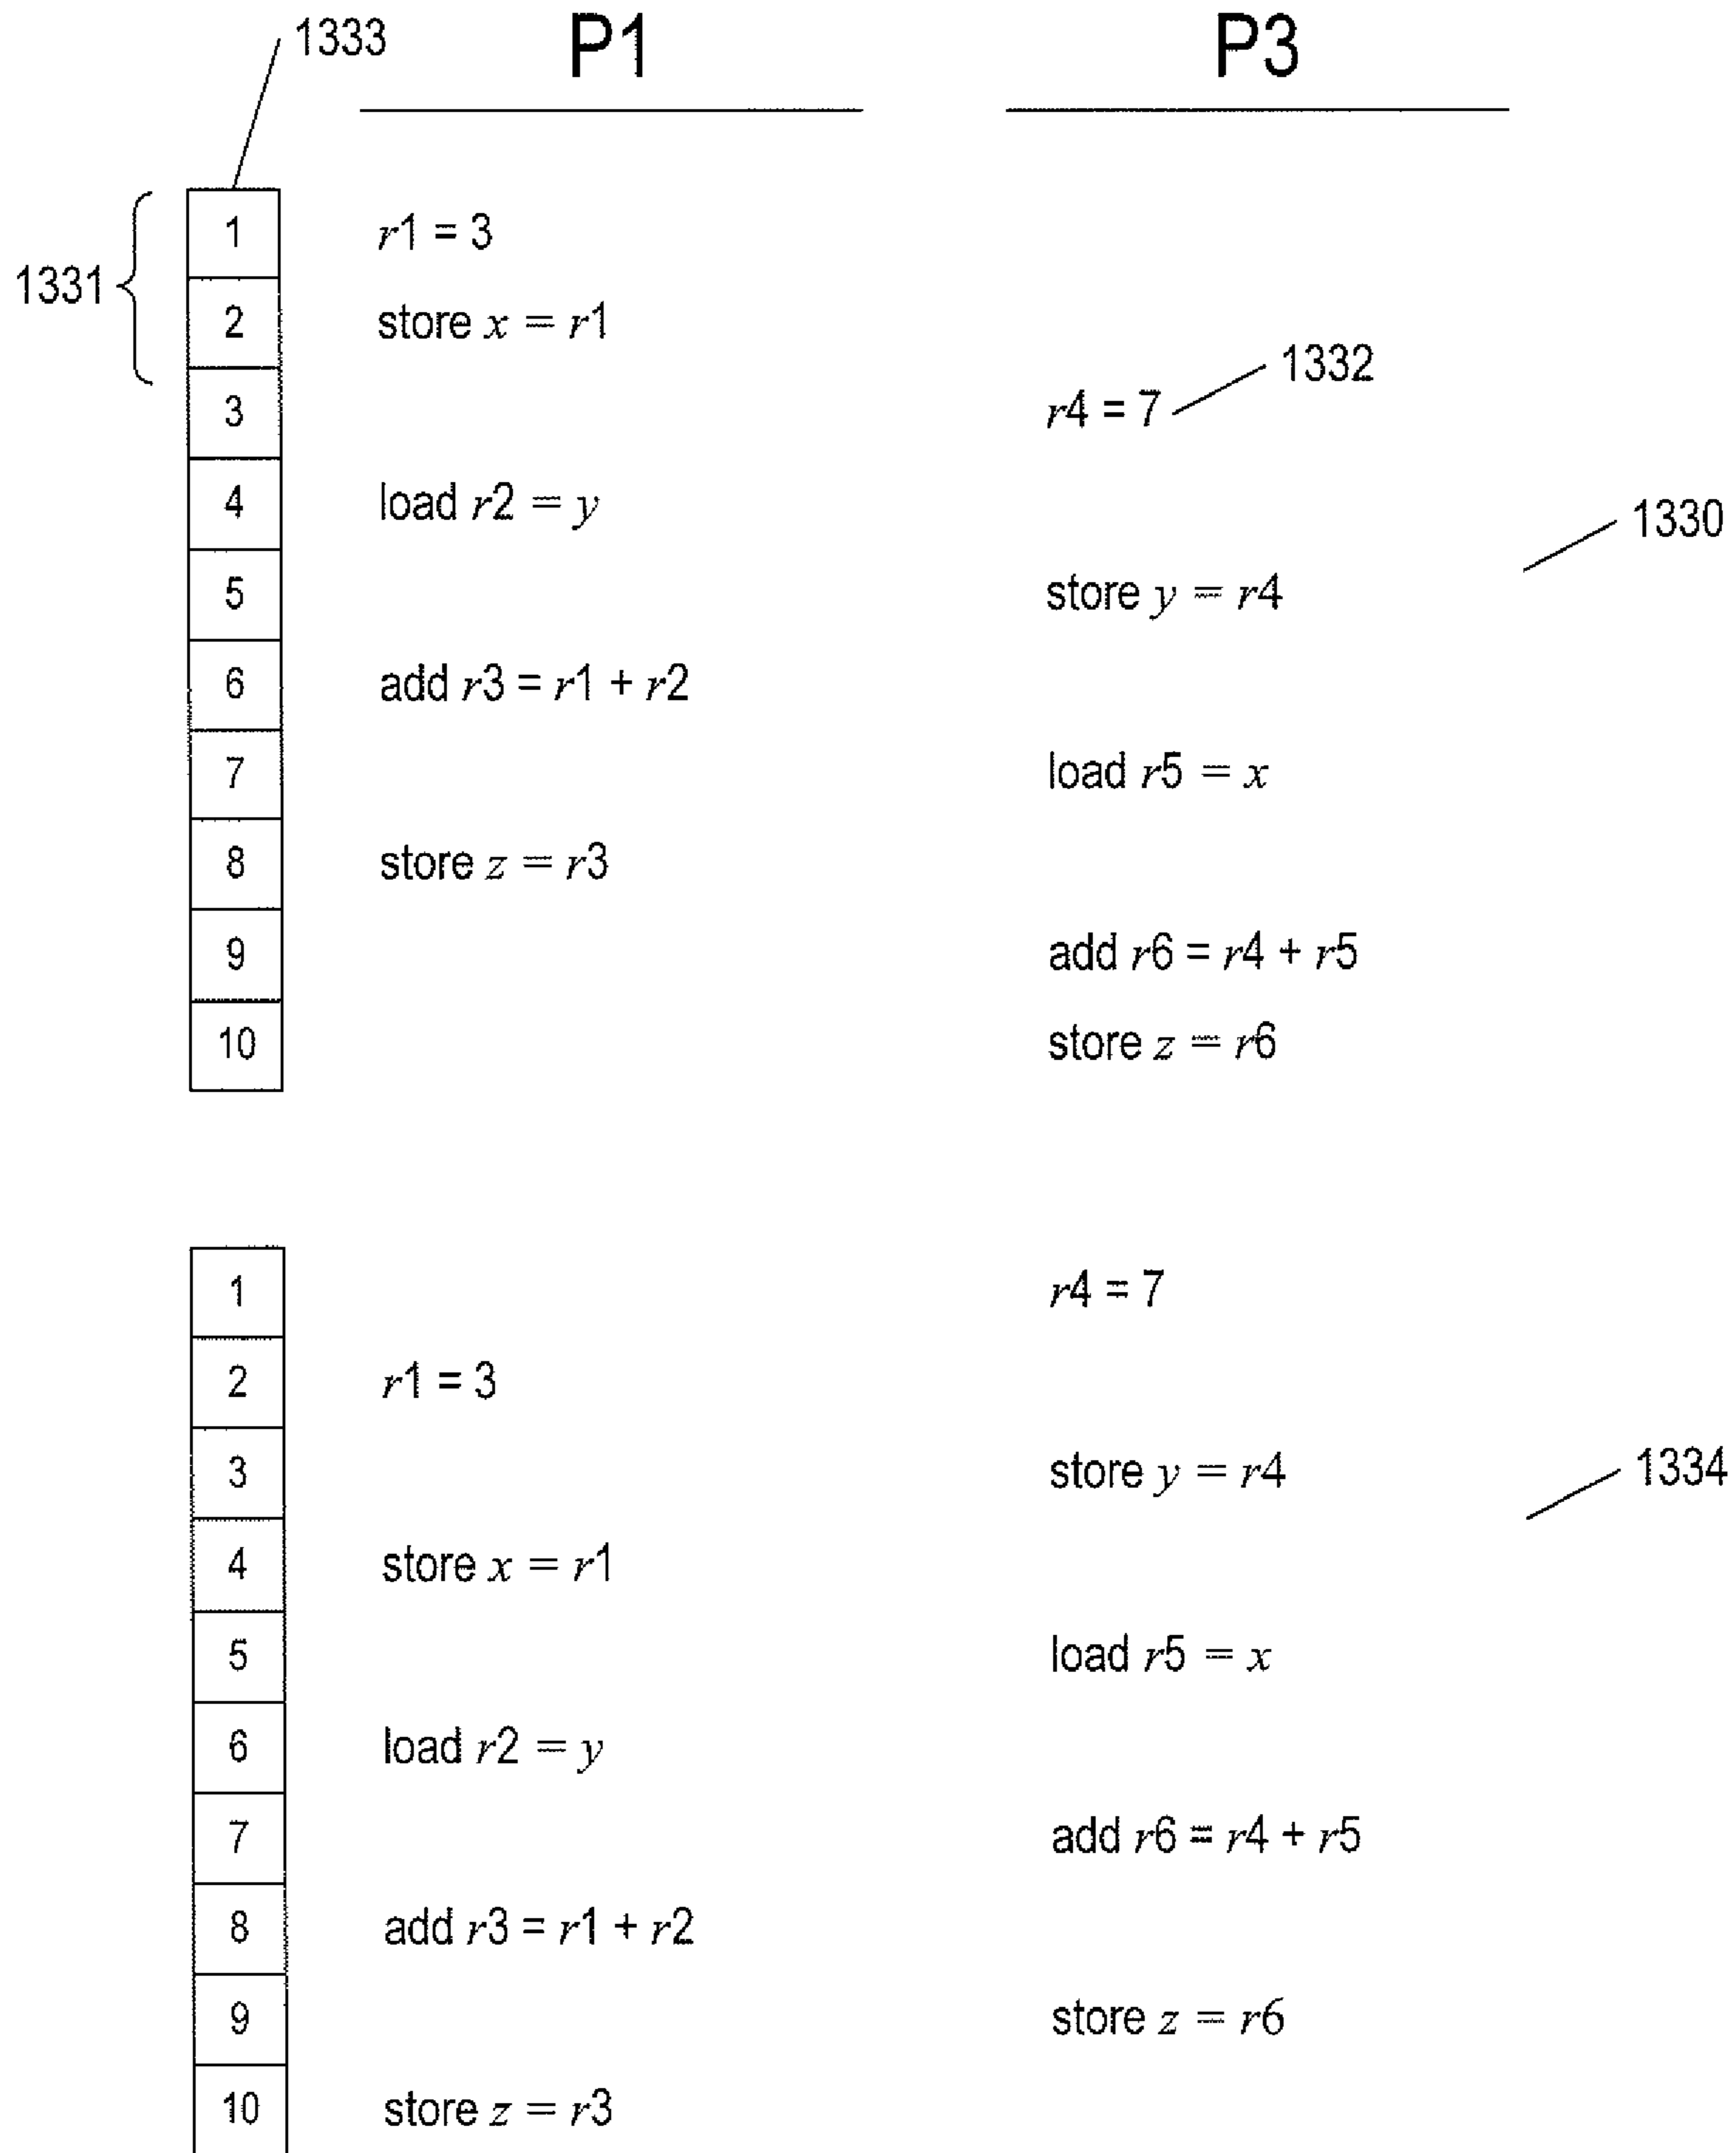 1333 P1 P3
1 r1 = 3
1331
2 store x = r1
1332
3 r4 = 7
4 load r2 = y
1330
5 store y = r4
6 add r3 = r1 + r2
7 load r5 = x
8 store z = r3
9 add r6 = r4 + r5
10 store z = r6
1 r4 = 7
2 r1 = 3
3 store y = r4 1334
4 store x = r1
5 load r5 = x
6 load r2 = y
7 add r6 = r4 + r5
8 add r3 = r1 + r2
9 store z = r6
10 store z = r3